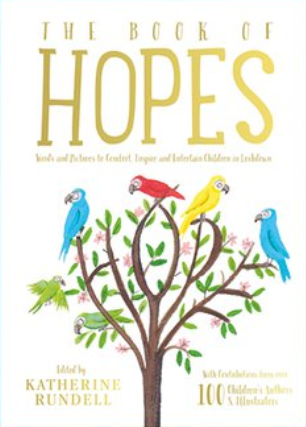 THE BOOK OF
HOPES
Words and Pictures to Comfort, Inspire and Entertain Children in Lockdown
Edited by
KATHERINE
RUNDELL
With Contributions from over
100 Children's Authors
& Illustrators